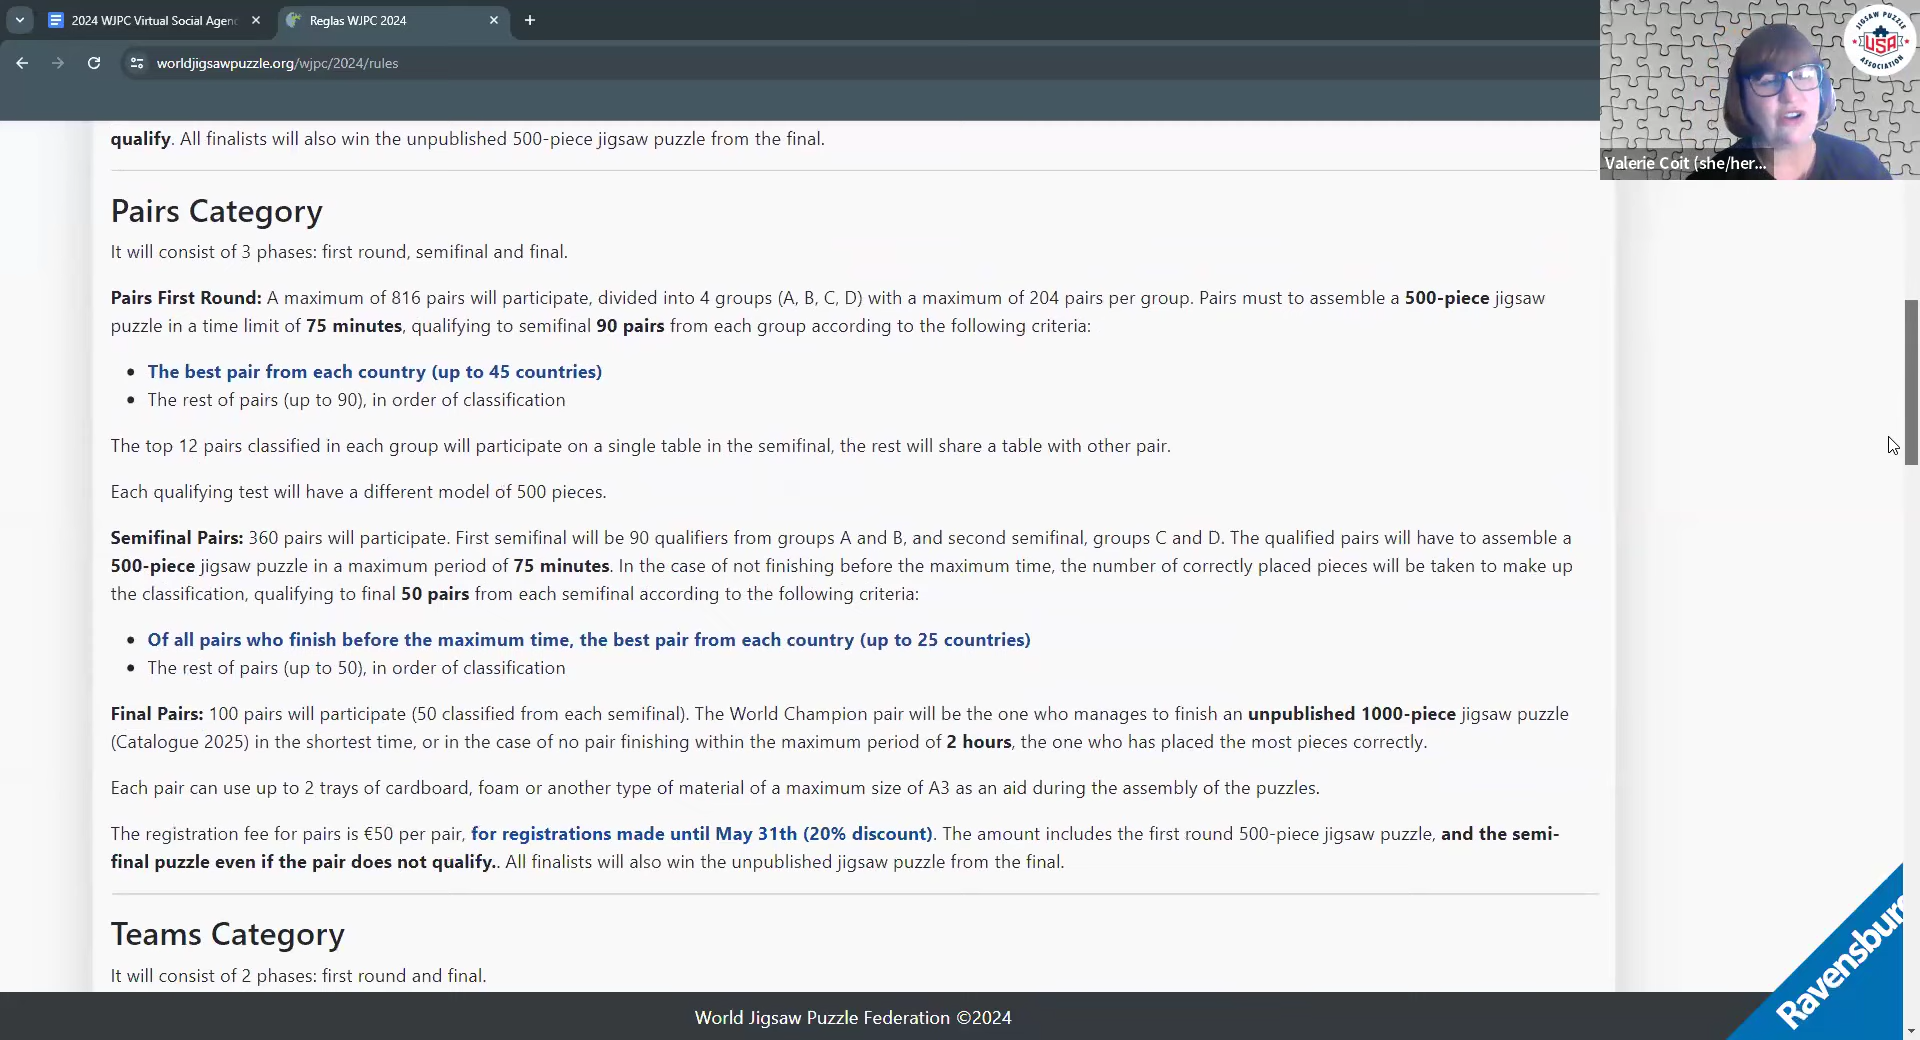 2024 WJPC Virtual Social Agen
Reglas WJPC 2024
worldjigsawpuzzle.org/wjpc/2024/rules
JIGSAW PUZZLE
USA
ASSOCIATION
Valerie Coit (she/her...
qualify. All finalists will also win the unpublished 500-piece jigsaw puzzle from the final.
Pairs Category
It will consist of 3 phases: first round, semifinal and final.
Pairs First Round: A maximum of 816 pairs will participate, divided into 4 groups (A, B, C, D) with a maximum of 204 pairs per group. Pairs must to assemble a 500-piece jigsaw
puzzle in a time limit of 75 minutes, qualifying to semifinal 90 pairs from each group according to the following criteria:
• The best pair from each country (up to 45 countries)
• The rest of pairs (up to 90), in order of classification
The top 12 pairs classified in each group will participate on a single table in the semifinal, the rest will share a table with other pair.
Each qualifying test will have a different model of 500 pieces.
Semifinal Pairs: 360 pairs will participate. First semifinal will be 90 qualifiers from groups A and B, and second semifinal, groups C and D. The qualified pairs will have to assemble a
500-piece jigsaw puzzle in a maximum period of 75 minutes. In the case of not finishing before the maximum time, the number of correctly placed pieces will be taken to make up
the classification, qualifying to final 50 pairs from each semifinal according to the following criteria:
• Of all pairs who finish before the maximum time, the best pair from each country (up to 25 countries)
• The rest of pairs (up to 50), in order of classification
Final Pairs: 100 pairs will participate (50 classified from each semifinal). The World Champion pair will be the one who manages to finish an unpublished 1000-piece jigsaw puzzle
(Catalogue 2025) in the shortest time, or in the case of no pair finishing within the maximum period of 2 hours, the one who has placed the most pieces correctly.
Each pair can use up to 2 trays of cardboard, foam or another type of material of a maximum size of A3 as an aid during the assembly of the puzzles.
The registration fee for pairs is €50 per pair, for registrations made until May 31th (20% discount). The amount includes the first round 500-piece jigsaw puzzle, and the semi-
final puzzle even if the pair does not qualify.. All finalists will also win the unpublished jigsaw puzzle from the final.
Teams Category
It will consist of 2 phases: first round and final.
World Jigsaw Puzzle Federation ©2024
Ravensbur